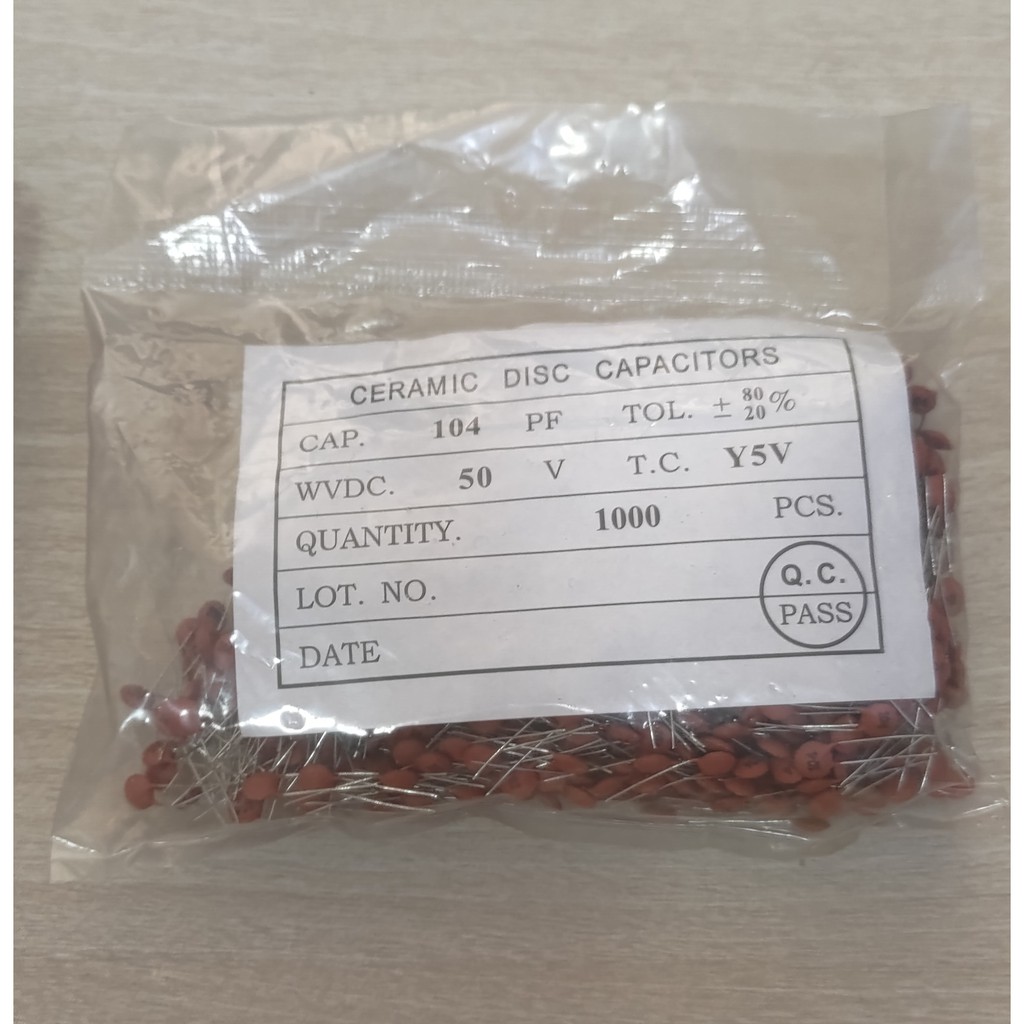 CERAMIC DISC CAPACITORS
CAP. 104 PF TOL. ± 80 20 %
WVDC. 50 V T.C. Y5V
QUANTITY. 1000 PCS.
LOT. NO.
Q.C.
PASS
DATE